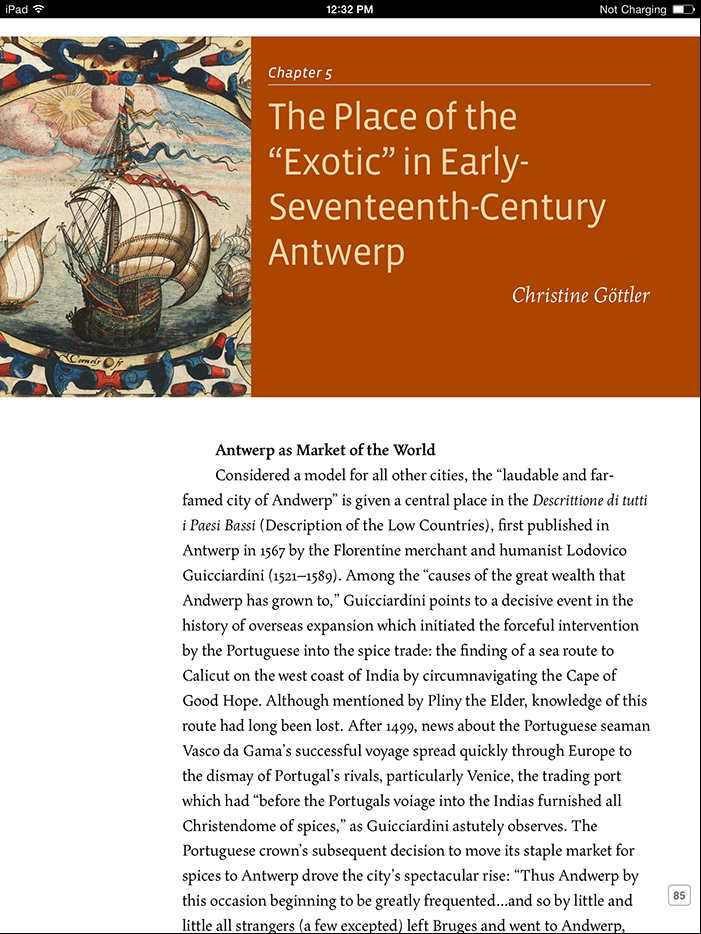 iPad 12:32 PM Not Charging
Chapter 5
The Place of the
“Exotic” in Early-
Seventeenth-Century
Antwerp
Christine Göttler
Antwerp as Market of the World
Considered a model for all other cities, the “laudable and far-
famed city of Andwerp” is given a central place in the Descrittione di tutti
i Paesi Bassi (Description of the Low Countries), first published in
Antwerp in 1567 by the Florentine merchant and humanist Lodovico
Guicciardini (1521–1589). Among the “causes of the great wealth that
Andwerp has grown to,” Guicciardini points to a decisive event in the
history of overseas expansion which initiated the forceful intervention
by the Portuguese into the spice trade: the finding of a sea route to
Calicut on the west coast of India by circumnavigating the Cape of
Good Hope. Although mentioned by Pliny the Elder, knowledge of this
route had long been lost. After 1499, news about the Portuguese seaman
Vasco da Gama’s successful voyage spread quickly through Europe to
the dismay of Portugal’s rivals, particularly Venice, the trading port
which had “before the Portugals voiage into the Indias furnished all
Christendome of spices,” as Guicciardini astutely observes. The
Portuguese crown’s subsequent decision to move its staple market for
spices to Antwerp drove the city’s spectacular rise: “Thus Andwerp by
this occasion beginning to be greatly frequented...and so by little and
little all strangers (a few excepted) left Bruges and went to Andwerp,
85